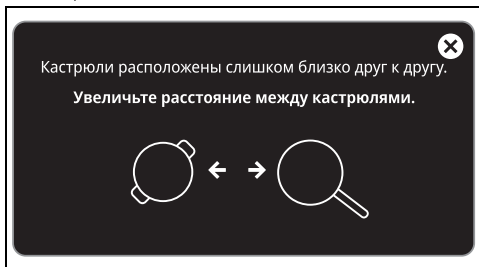 Кастрюли расположены слишком близко друг к другу.
Увеличьте расстояние между кастрюлями.